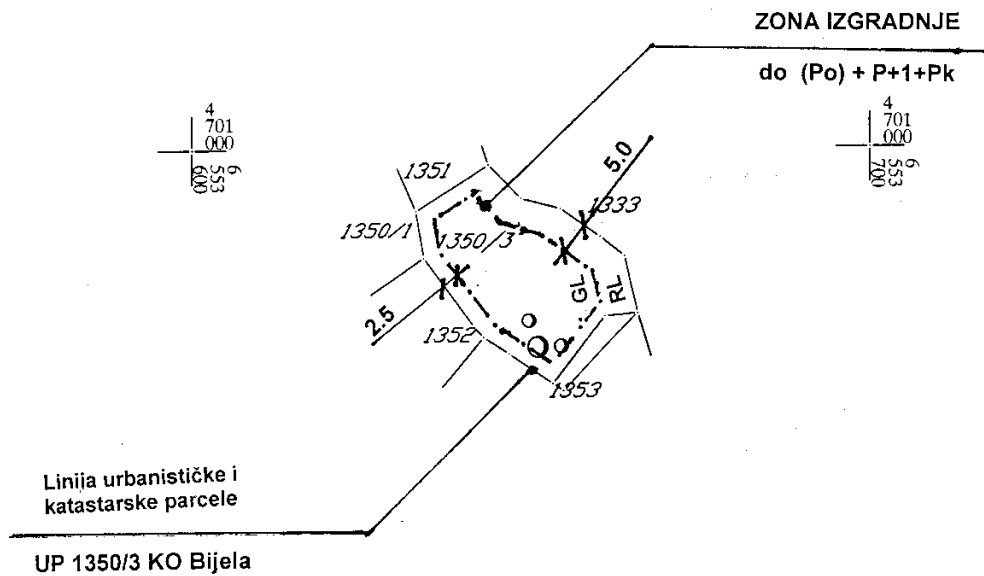 ZONA IZGRADNJE
do (Po) + P+1+Pk
4
701
000
6
553
600
4
701
000
6
553
700
5.0
1351
1333
1350/1
1350/3
GL
RL
2.5
1352
1353
Linija urbanističke i
katastarske parcele
UP 1350/3 KO Bijela